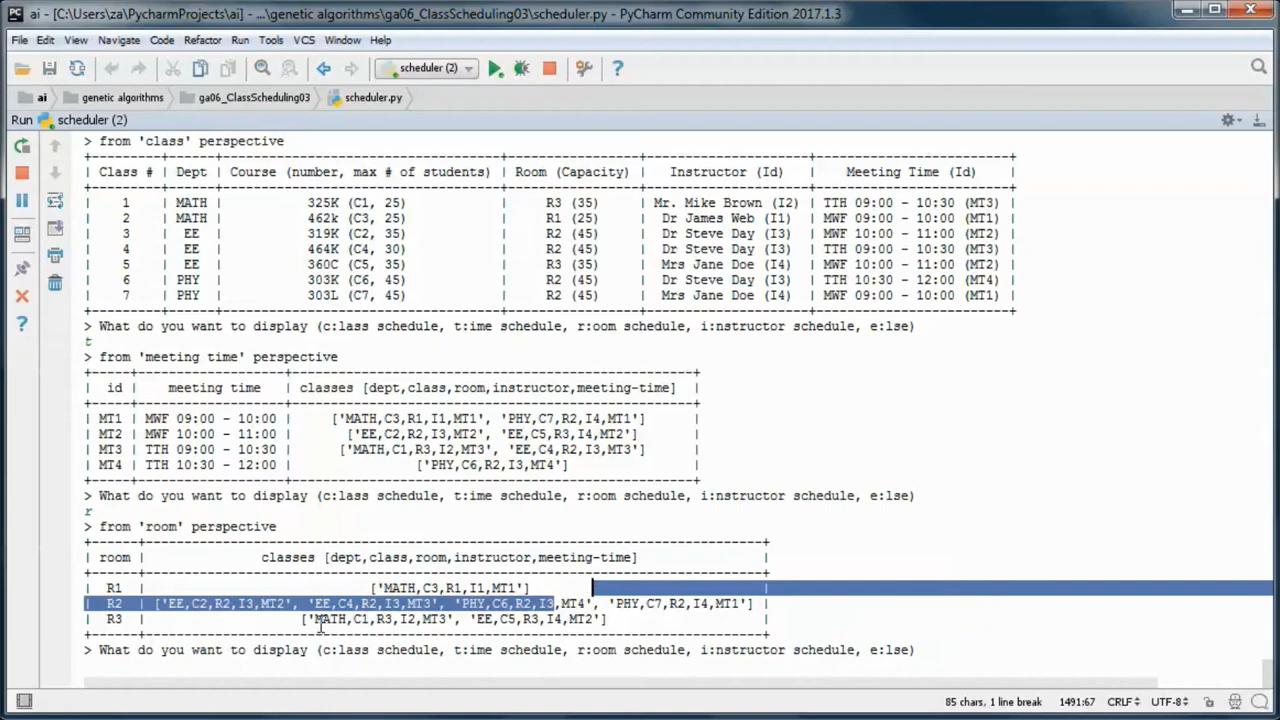 ai - [C:\Users\za\PycharmProjects\ai] - ...\genetic algorithms\ga06_ClassScheduling03\scheduler.py - PyCharm Community Edition 2017.1.3
File Edit View Navigate Code Refactor Run Tools VCS Window Help
scheduler (2)
ai genetic algorithms ga06_ClassScheduling03 scheduler.py
Run scheduler (2)
> from 'class' perspective
+---------+------+-------------------------------------+-----------------+---------------------+--------------------------+
| Class # | Dept | Course (number, max # of students) | Room (Capacity) | Instructor (Id) | Meeting Time (Id) |
+---------+------+-------------------------------------+-----------------+---------------------+--------------------------+
| 1 | MATH | 325K (C1, 25) | R3 (35) | Mr. Mike Brown (I2) | TTH 09:00 - 10:30 (MT3) |
| 2 | MATH | 462k (C3, 25) | R1 (25) | Dr James Web (I1) | MWF 09:00 - 10:00 (MT1) |
| 3 | EE | 319K (C2, 35) | R2 (45) | Dr Steve Day (I3) | MWF 10:00 - 11:00 (MT2) |
| 4 | EE | 464K (C4, 30) | R2 (45) | Dr Steve Day (I3) | TTH 09:00 - 10:30 (MT3) |
| 5 | EE | 360C (C5, 35) | R3 (35) | Mrs Jane Doe (I4) | MWF 10:00 - 11:00 (MT2) |
| 6 | PHY | 303K (C6, 45) | R2 (45) | Dr Steve Day (I3) | TTH 10:30 - 12:00 (MT4) |
| 7 | PHY | 303L (C7, 45) | R2 (45) | Mrs Jane Doe (I4) | MWF 09:00 - 10:00 (MT1) |
+---------+------+-------------------------------------+-----------------+---------------------+--------------------------+
> What do you want to display (c:lass schedule, t:ime schedule, r:room schedule, i:nstructor schedule, e:lse)
t
> from 'meeting time' perspective
+------+-------------------+-----------------------------------------------------+
| id | meeting time | classes [dept,class,room,instructor,meeting-time] |
+------+-------------------+-----------------------------------------------------+
| MT1 | MWF 09:00 - 10:00 | ['MATH,C3,R1,I1,MT1', 'PHY,C7,R2,I4,MT1'] |
| MT2 | MWF 10:00 - 11:00 | ['EE,C2,R2,I3,MT2', 'EE,C5,R3,I4,MT2'] |
| MT3 | TTH 09:00 - 10:30 | ['MATH,C1,R3,I2,MT3', 'EE,C4,R2,I3,MT3'] |
| MT4 | TTH 10:30 - 12:00 | ['PHY,C6,R2,I3,MT4'] |
+------+-------------------+-----------------------------------------------------+
> What do you want to display (c:lass schedule, t:ime schedule, r:room schedule, i:nstructor schedule, e:lse)
r
> from 'room' perspective
+------+--------------------------------------------------------------------------------+
| room | classes [dept,class,room,instructor,meeting-time] |
+------+--------------------------------------------------------------------------------+
| R1 | ['MATH,C3,R1,I1,MT1'] |
| R2 | ['EE,C2,R2,I3,MT2', 'EE,C4,R2,I3,MT3', 'PHY,C6,R2,I3,MT4', 'PHY,C7,R2,I4,MT1'] |
| R3 | ['MATH,C1,R3,I2,MT3', 'EE,C5,R3,I4,MT2'] |
+------+--------------------------------------------------------------------------------+
> What do you want to display (c:lass schedule, t:ime schedule, r:room schedule, i:nstructor schedule, e:lse)
85 chars, 1 line break 1491:67 CRLF UTF-8